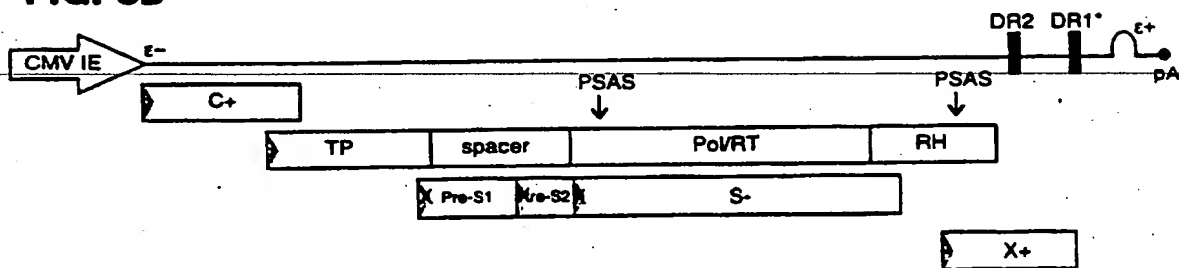 DR2 DR1*
ε- ε+
CMV IE
pA
PSAS PSAS
C+
TP spacer Pol/RT RH
Pre-S1 S-
X+